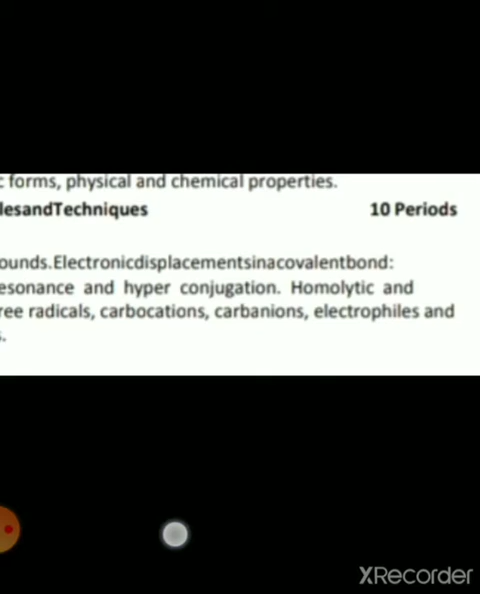 forms, physical and chemical properties.
lesandTechniques 10 Periods
ounds.Electronicdisplacementsinacovalentbond:
esonance and hyper conjugation. Homolytic and
ree radicals, carbocations, carbanions, electrophiles and
.
XRecorder